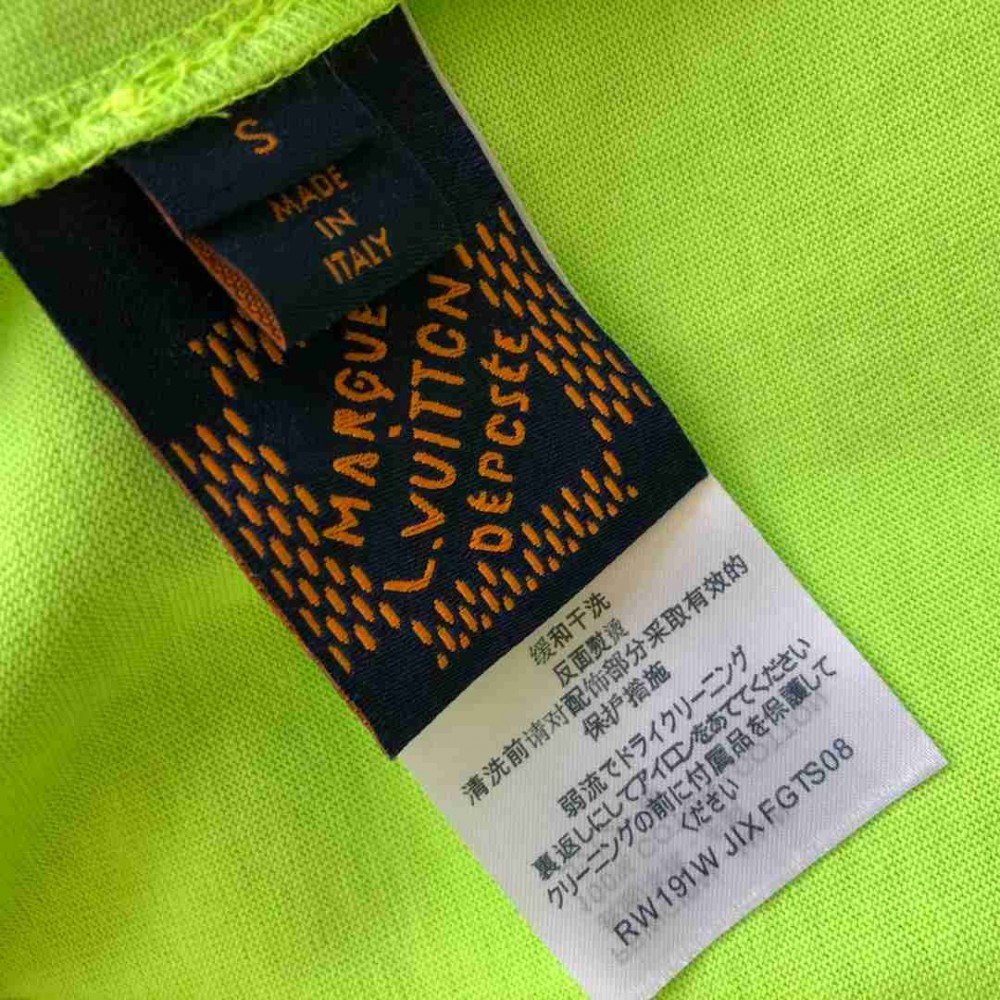 S
MADE
IN
ITALY
MARQUE
L.VUITTON
DEPOSÉE
缓和干洗
反面熨烫
清洗前请对配饰部分采取有效的
保护措施
弱流でドライクリーニング
裏返しにしてアイロンをあててください
クリーニングの前に付属品を保護して
ください
RW191W JIX FGTS08